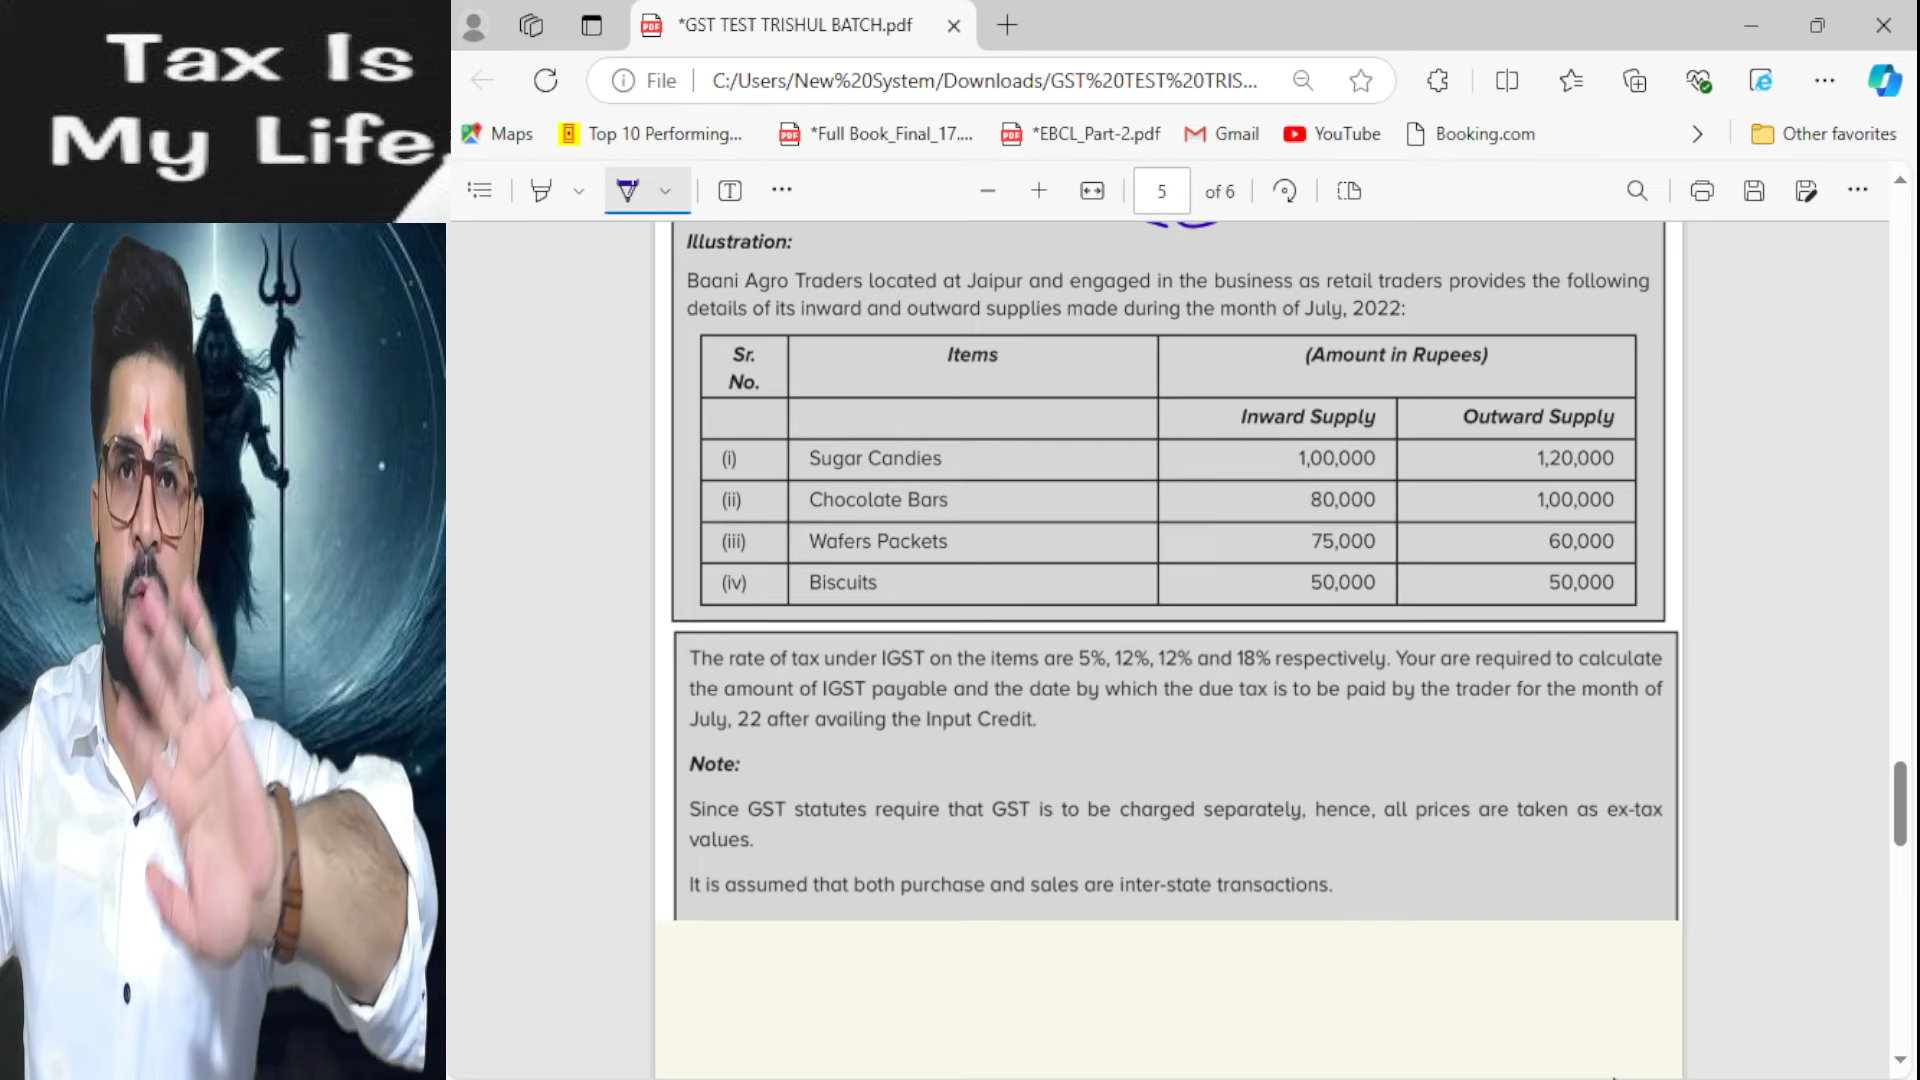 Tax Is
My Life.
*GST TEST TRISHUL BATCH.pdf
File
C:/Users/New%20System/Downloads/GST%20TEST%20TRIS...
Maps
Top 10 Performing...
*Full Book_Final_17....
*EBCL_Part-2.pdf
Gmail
YouTube
Booking.com
Other favorites
5
of 6
Illustration:
Baani Agro Traders located at Jaipur and engaged in the business as retail traders provides the following
details of its inward and outward supplies made during the month of July, 2022:
Sr. No. Items (Amount in Rupees)
Inward Supply Outward Supply
(i) Sugar Candies 1,00,000 1,20,000
(ii) Chocolate Bars 80,000 1,00,000
(iii) Wafers Packets 75,000 60,000
(iv) Biscuits 50,000 50,000
The rate of tax under IGST on the items are 5%, 12%, 12% and 18% respectively. Your are required to calculate
the amount of IGST payable and the date by which the due tax is to be paid by the trader for the month of
July, 22 after availing the Input Credit.
Note:
Since GST statutes require that GST is to be charged separately, hence, all prices are taken as ex-tax
values.
It is assumed that both purchase and sales are inter-state transactions.